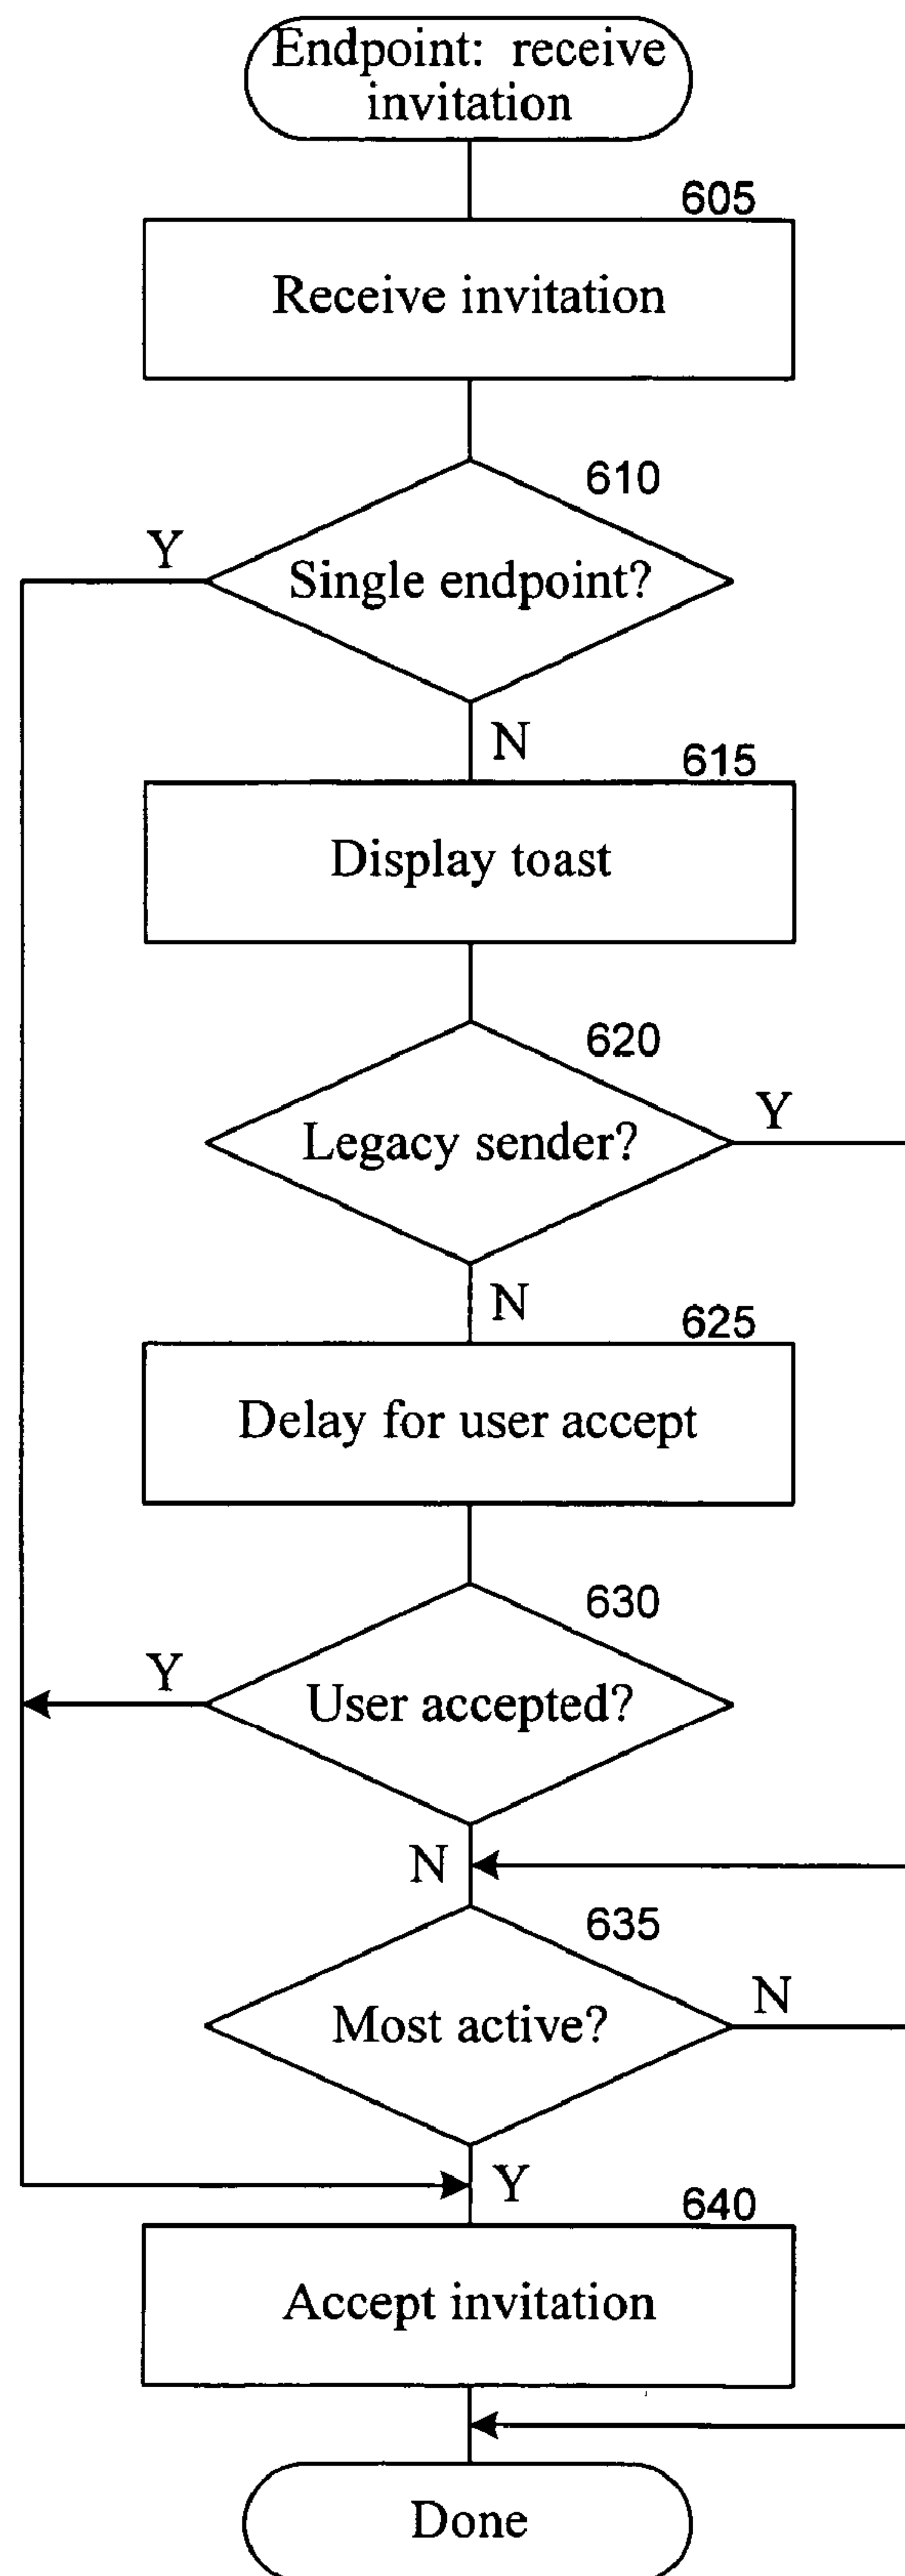 Endpoint: receive
invitation
605
Receive invitation
610
Y
Single endpoint?
N
615
Display toast
620
Y
Legacy sender?
N
625
Delay for user accept
630
Y
User accepted?
N
635
N
Most active?
Y
640
Accept invitation
Done